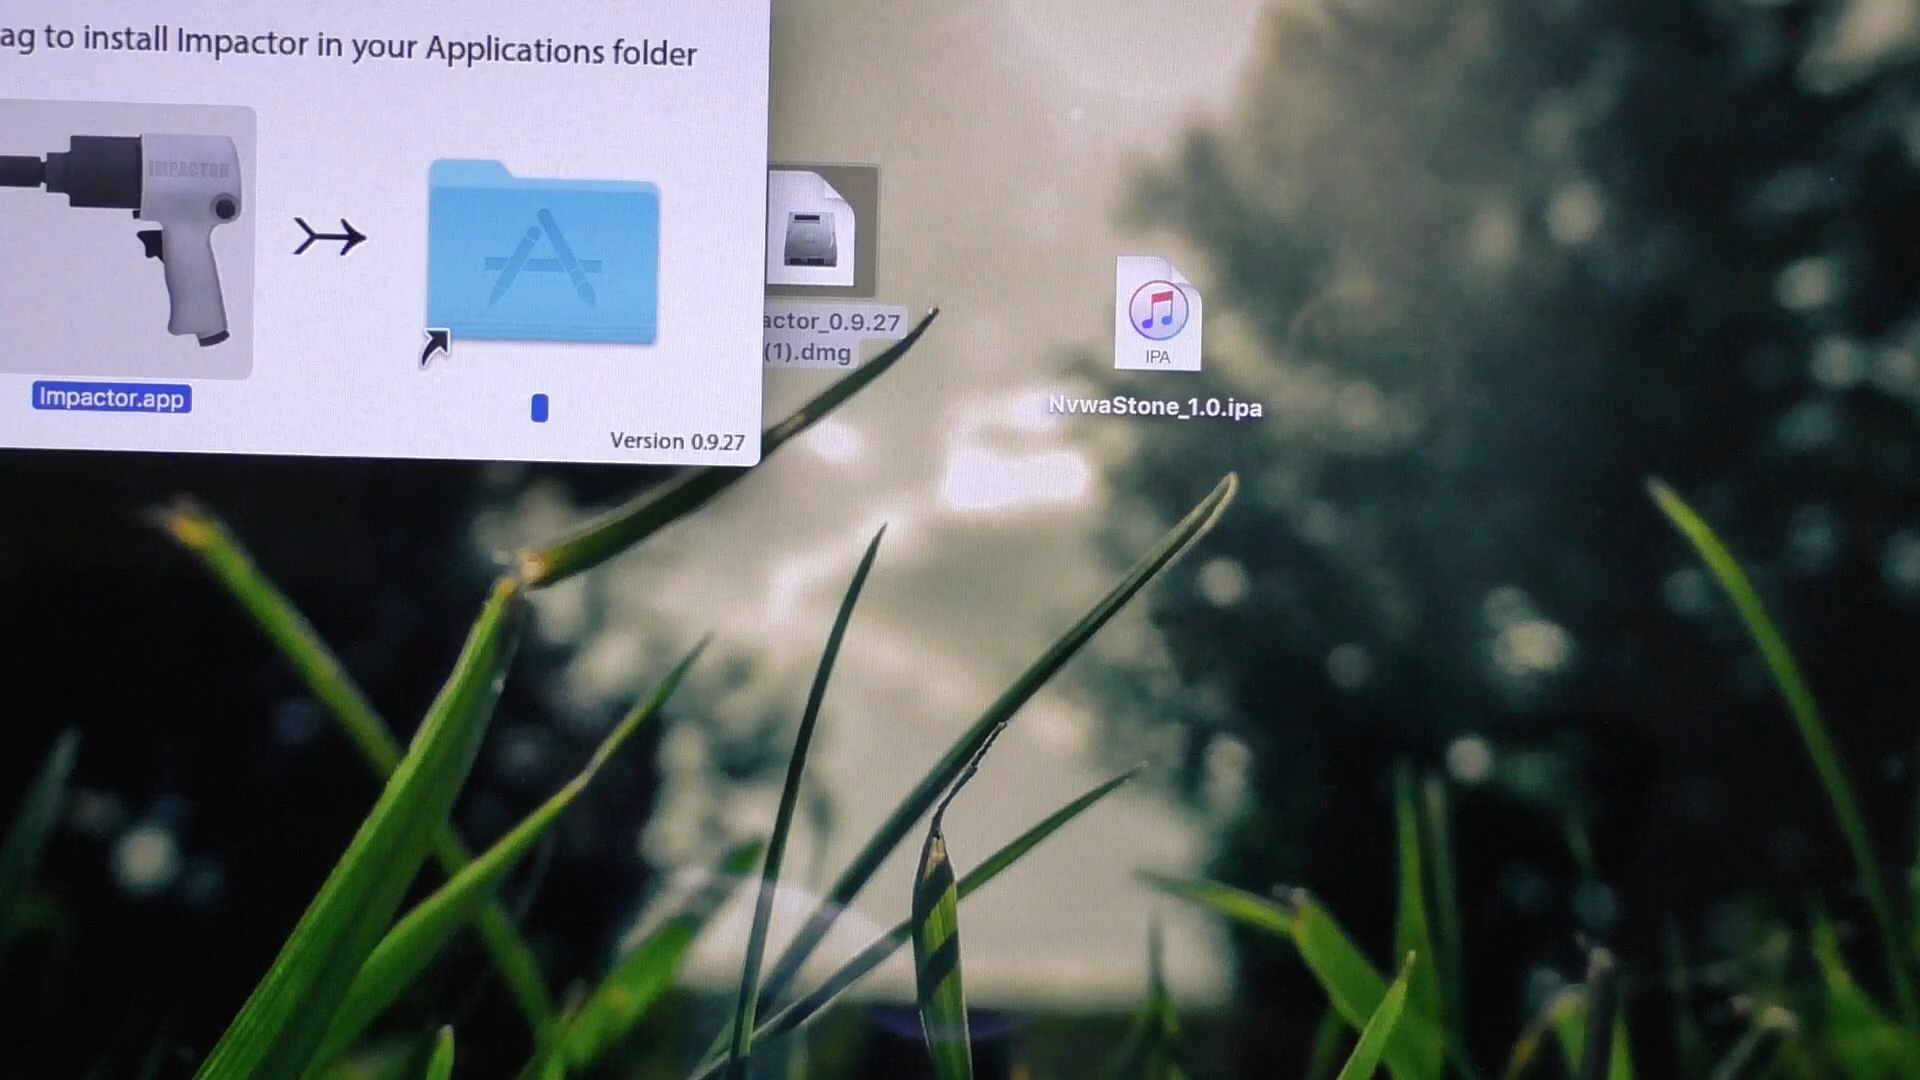 ag to install Impactor in your Applications folder
IMPACTOR
Impactor.app
Version 0.9.27
actor_0.9.27
(1).dmg
IPA
NvwaStone_1.0.ipa